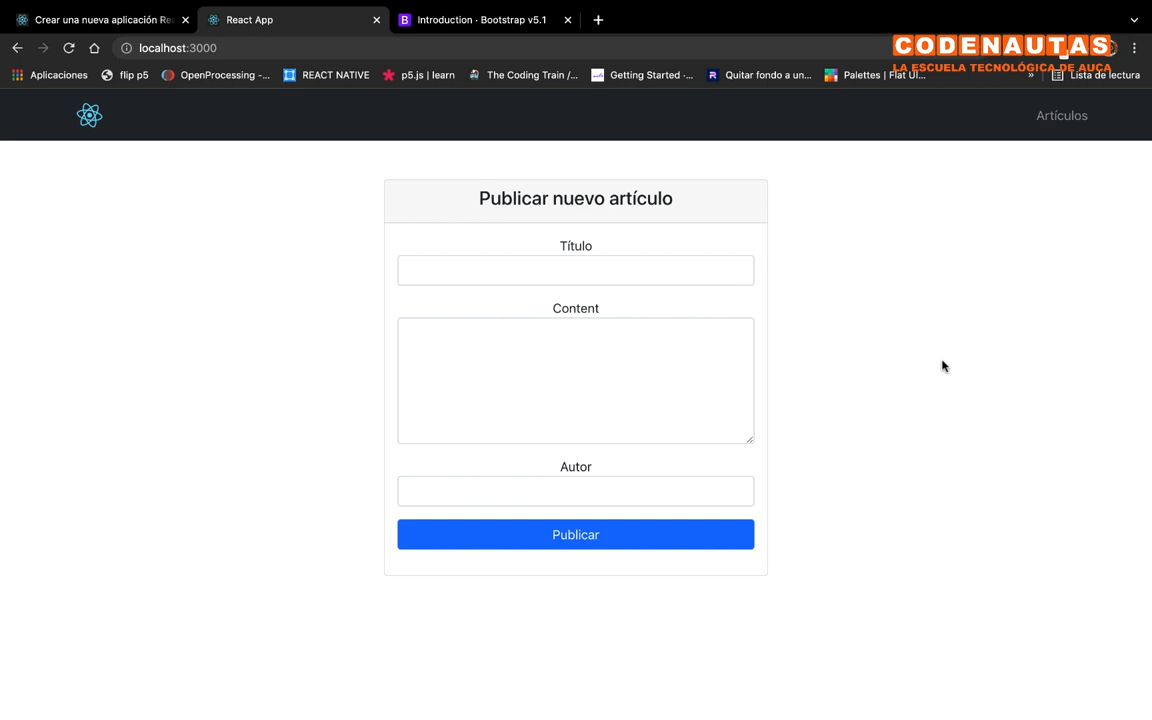 Crear una nueva aplicación Rea
React App
Introduction · Bootstrap v5.1
localhost:3000
CODENAUTAS
LA ESCUELA TECNOLÓGICA DE AUCA
Aplicaciones
flip p5
OpenProcessing -...
REACT NATIVE
p5.js | learn
The Coding Train /...
Getting Started ·...
Quitar fondo a un...
Palettes | Flat UI...
»
Lista de lectura
Artículos
Publicar nuevo artículo
Título
Content
Autor
Publicar